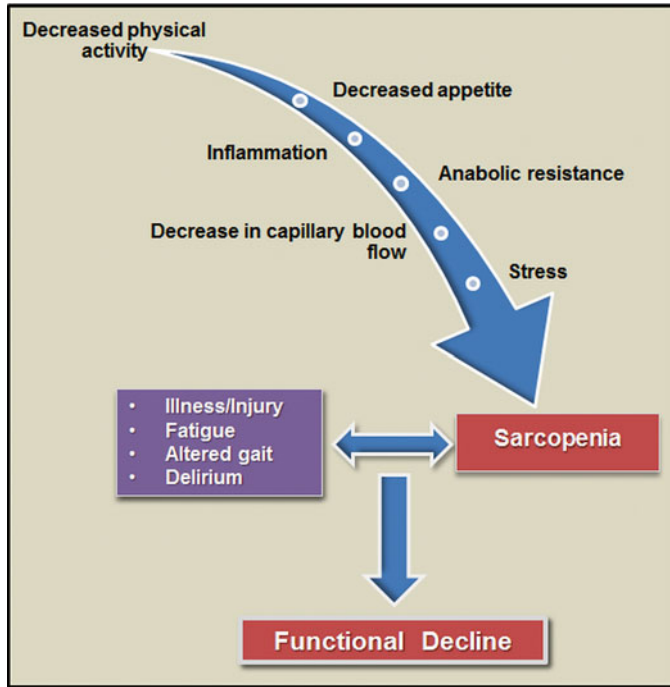 Decreased physical
activity
Decreased appetite
Inflammation
Anabolic resistance
Decrease in capillary blood
flow
Stress
• Illness/Injury
• Fatigue
• Altered gait
• Delirium
Sarcopenia
Functional Decline